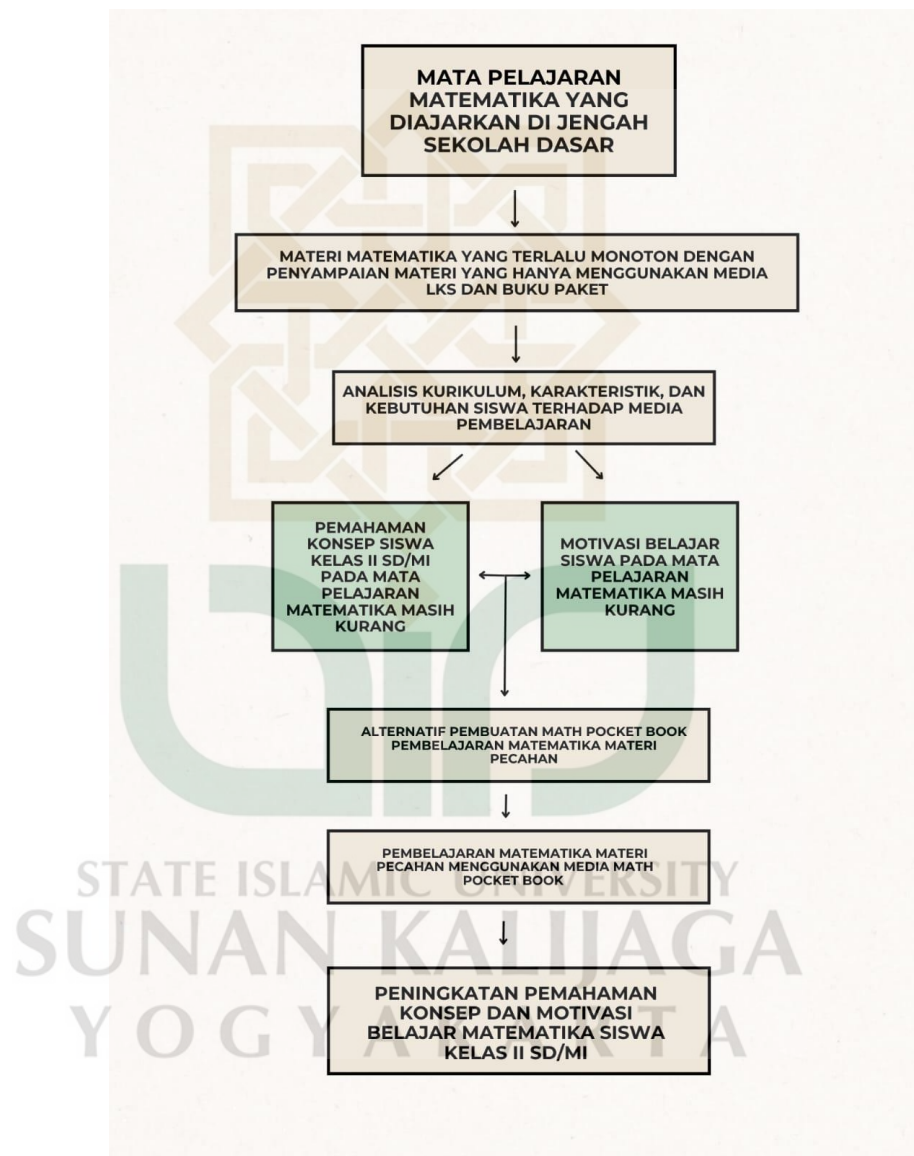 MATA PELAJARAN
MATEMATIKA YANG
DIAJARKAN DI JENGAH
SEKOLAH DASAR
MATERI MATEMATIKA YANG TERLALU MONOTON DENGAN
PENYAMPAIAN MATERI YANG HANYA MENGGUNAKAN MEDIA
LKS DAN BUKU PAKET
ANALISIS KURIKULUM, KARAKTERISTIK, DAN
KEBUTUHAN SISWA TERHADAP MEDIA
PEMBELAJARAN
PEMAHAMAN
KONSEP SISWA
KELAS II SD/MI
PADA MATA
PELAJARAN
MATEMATIKA MASIH
KURANG
MOTIVASI BELAJAR
SISWA PADA MATA
PELAJARAN
MATEMATIKA MASIH
KURANG
ALTERNATIF PEMBUATAN MATH POCKET BOOK
PEMBELAJARAN MATEMATIKA MATERI
PECAHAN
PEMBELAJARAN MATEMATIKA MATERI
PECAHAN MENGGUNAKAN MEDIA MATH
POCKET BOOK
PENINGKATAN PEMAHAMAN
KONSEP DAN MOTIVASI
BELAJAR MATEMATIKA SISWA
KELAS II SD/MI
STATE ISLAMIC UNIVERSITY
SUNAN KALIJAGA
YOGYAKARTA